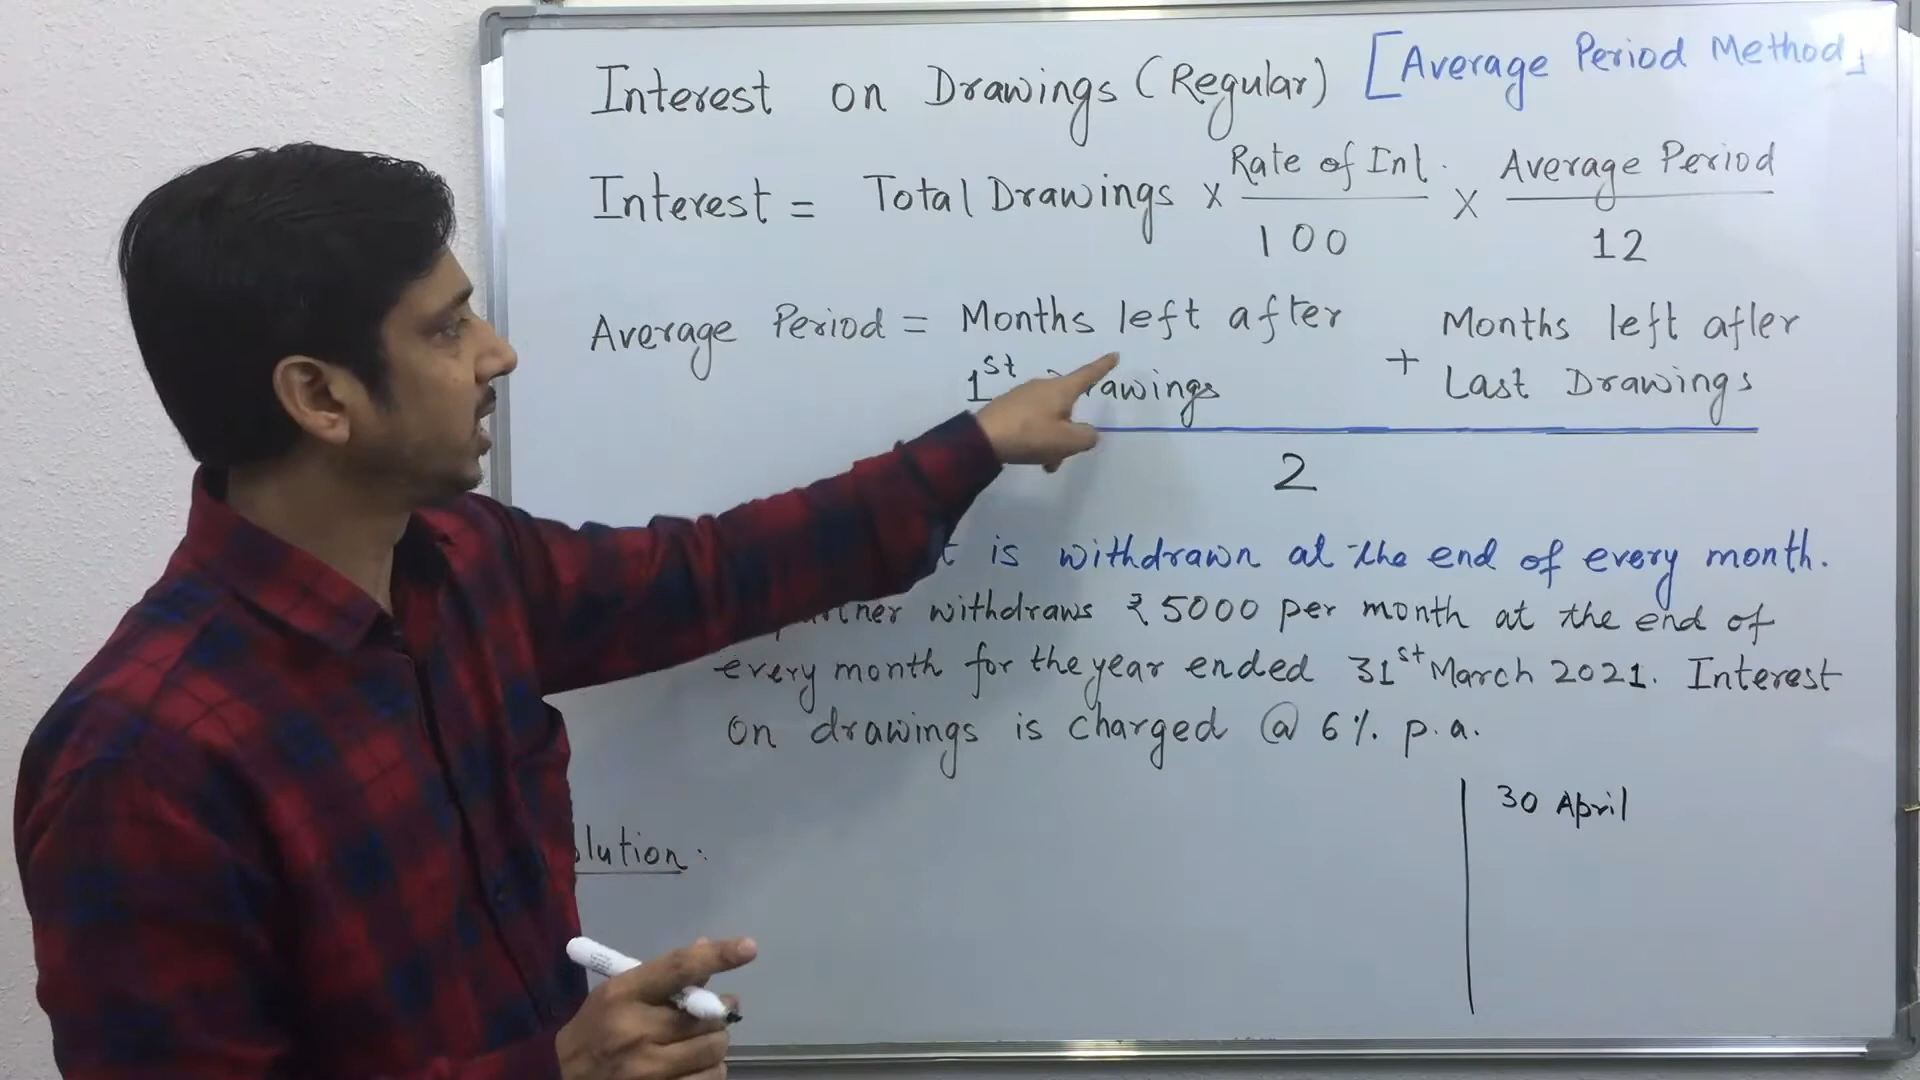 Interest on Drawings (Regular) [Average Period Method]
Interest = Total Drawings × Rate of Int. / 100 × Average Period / 12
Average Period = Months left after 1st Drawings + Months left after Last Drawings
2
is withdrawn at the end of every month.
withdraws ₹5000 per month at the end of
every month for the year ended 31st March 2021. Interest
on drawings is charged @ 6% p.a.
30 April
lution: